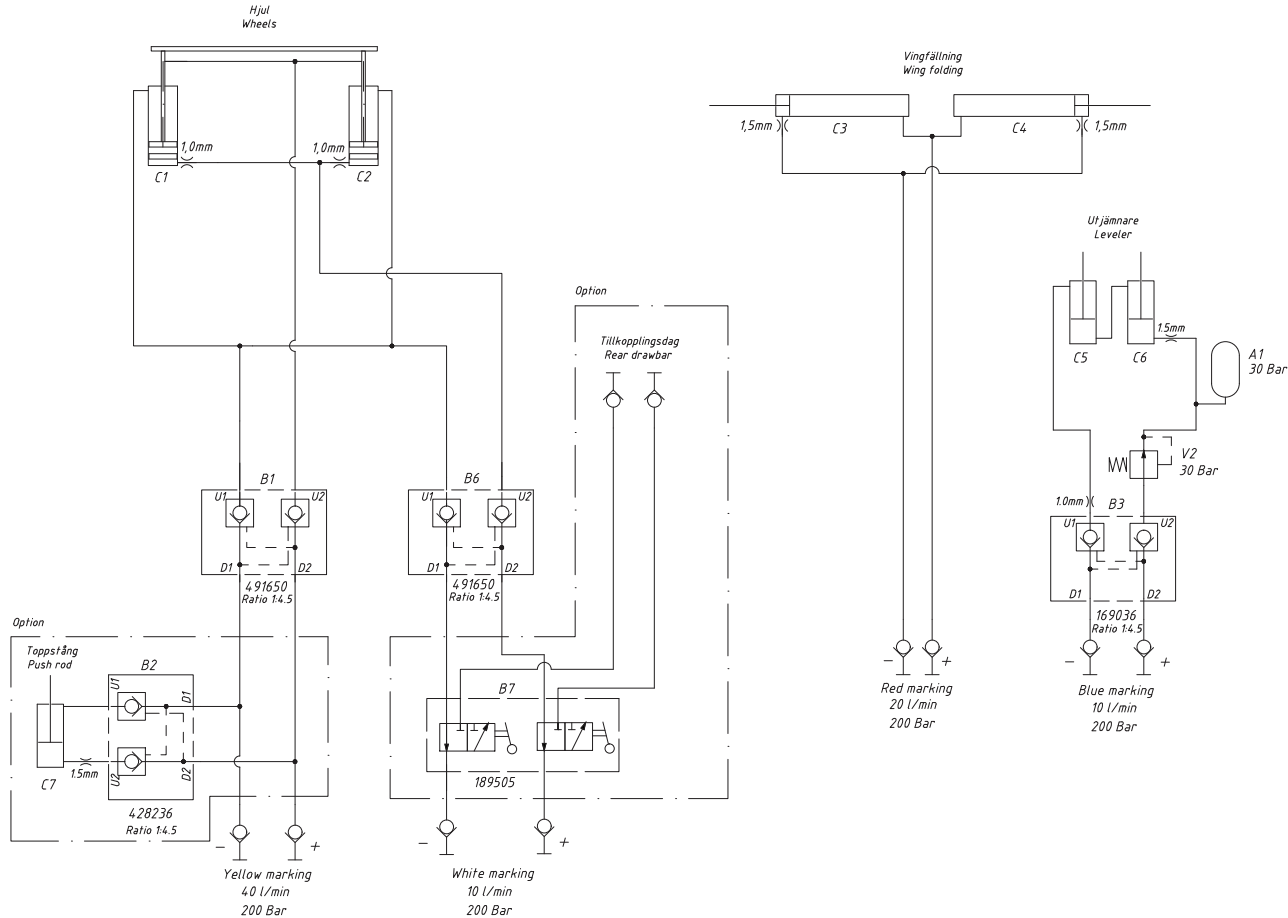 Hjul
Wheels
1,0mm
1,0mm
C1
C2
Vingfällning
Wing folding
1,5mm
C3
C4
1,5mm
Utjämnare
Leveler
1.5mm
C5
C6
A1
30 Bar
V2
30 Bar
Option
Tillkopplingsdag
Rear drawbar
B1
U1
U2
D1
D2
491650
Ratio 1:4.5
B6
U1
U2
D1
D2
491650
Ratio 1:4.5
1.0mm
B3
U1
U2
D1
D2
169036
Ratio 1:4.5
Option
Toppstång
Push rod
B2
U1
D1
U2
D2
1.5mm
C7
428236
Ratio 1:4.5
B7
189505
- +
Yellow marking
40 l/min
200 Bar
- +
White marking
10 l/min
200 Bar
- +
Red marking
20 l/min
200 Bar
- +
Blue marking
10 l/min
200 Bar